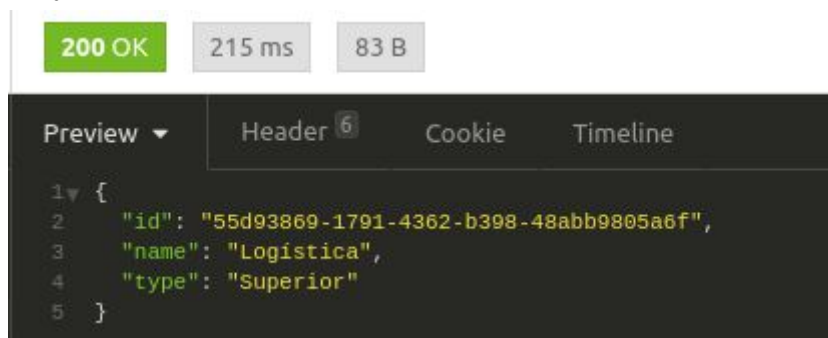 200 OK 215 ms 83 B
Preview Header 6 Cookie Timeline
1 {
2 "id": "55d93869-1791-4362-b398-48abb9805a6f",
3 "name": "Logística",
4 "type": "Superior"
5 }